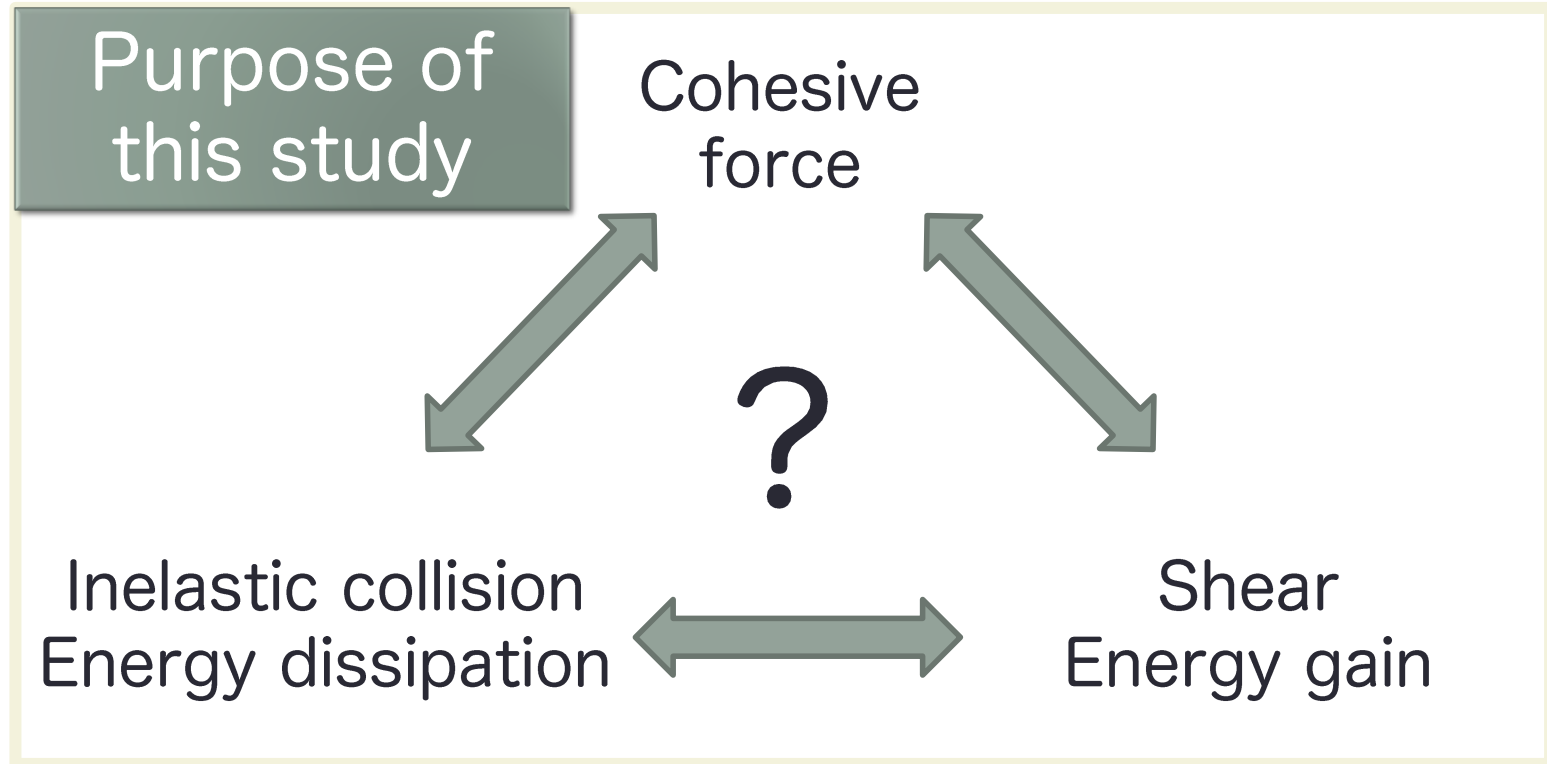 Purpose of
this study
Cohesive
force
?
Inelastic collision
Energy dissipation
Shear
Energy gain